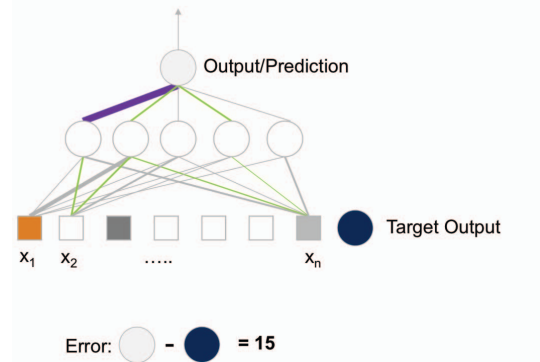 Output/Prediction
Target Output
x1 x2 ..... xn
Error: - = 15